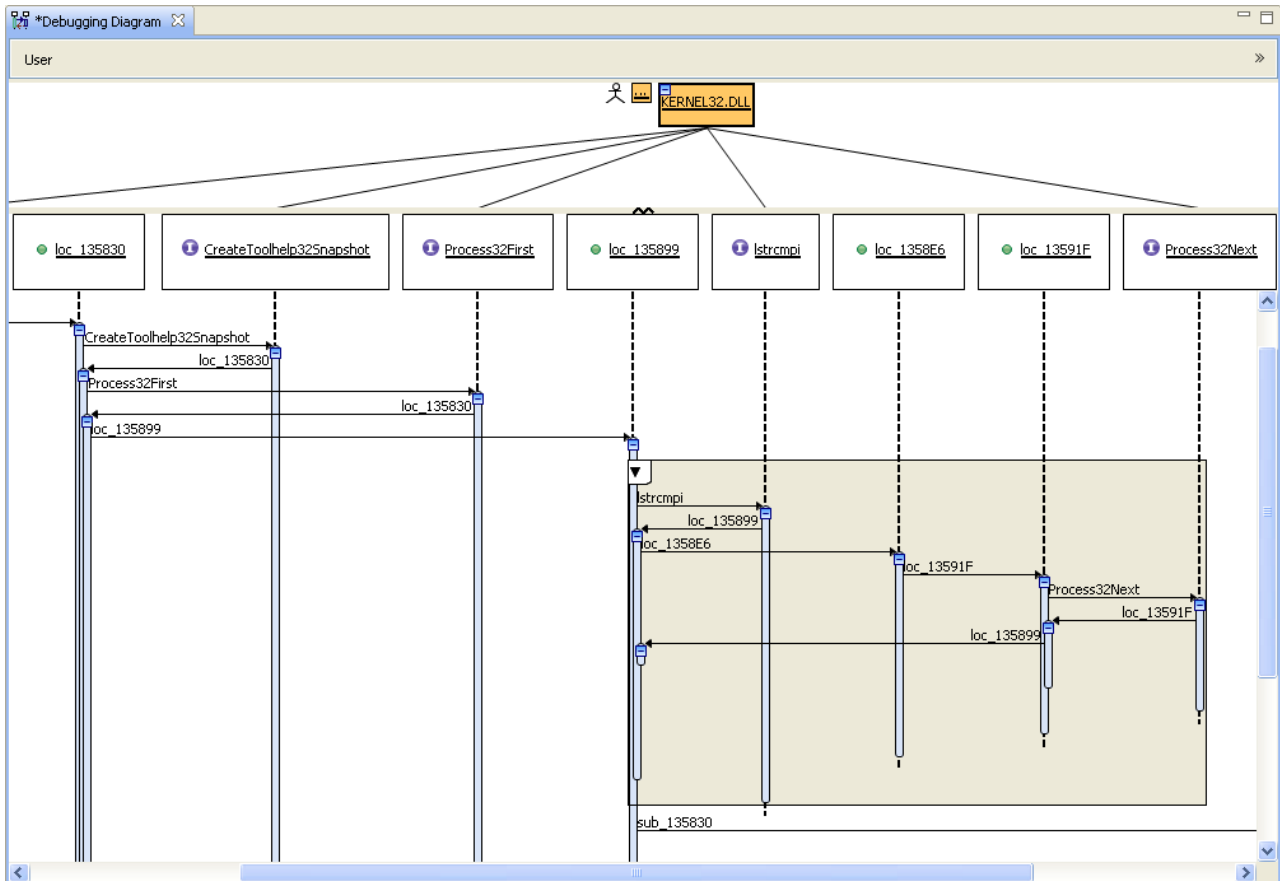 *Debugging Diagram
User
KERNEL32.DLL
loc_135830
CreateToolhelp32Snapshot
Process32First
loc_135899
lstrcmpi
loc_1358E6
loc_13591F
Process32Next
CreateToolhelp32Snapshot
loc_135830
Process32First
loc_135830
loc_135899
lstrcmpi
loc_135899
loc_1358E6
loc_13591F
Process32Next
loc_13591F
loc_135899
sub_135830